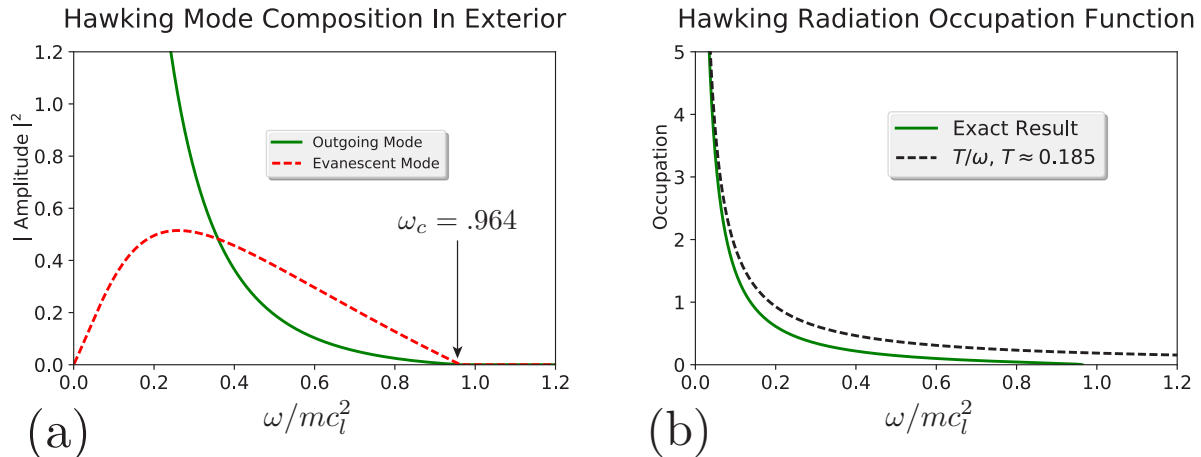 Hawking Mode Composition In Exterior
1.2
1.0
0.8
0.6
0.4
0.2
0.0
| Amplitude |²
Outgoing Mode
Evanescent Mode
ω_c = .964
0.0 0.2 0.4 0.6 0.8 1.0 1.2
ω/mc_l²
(a)
Hawking Radiation Occupation Function
5
4
3
2
1
0
Occupation
Exact Result
T/ω, T ≈ 0.185
0.0 0.2 0.4 0.6 0.8 1.0 1.2
ω/mc_l²
(b)